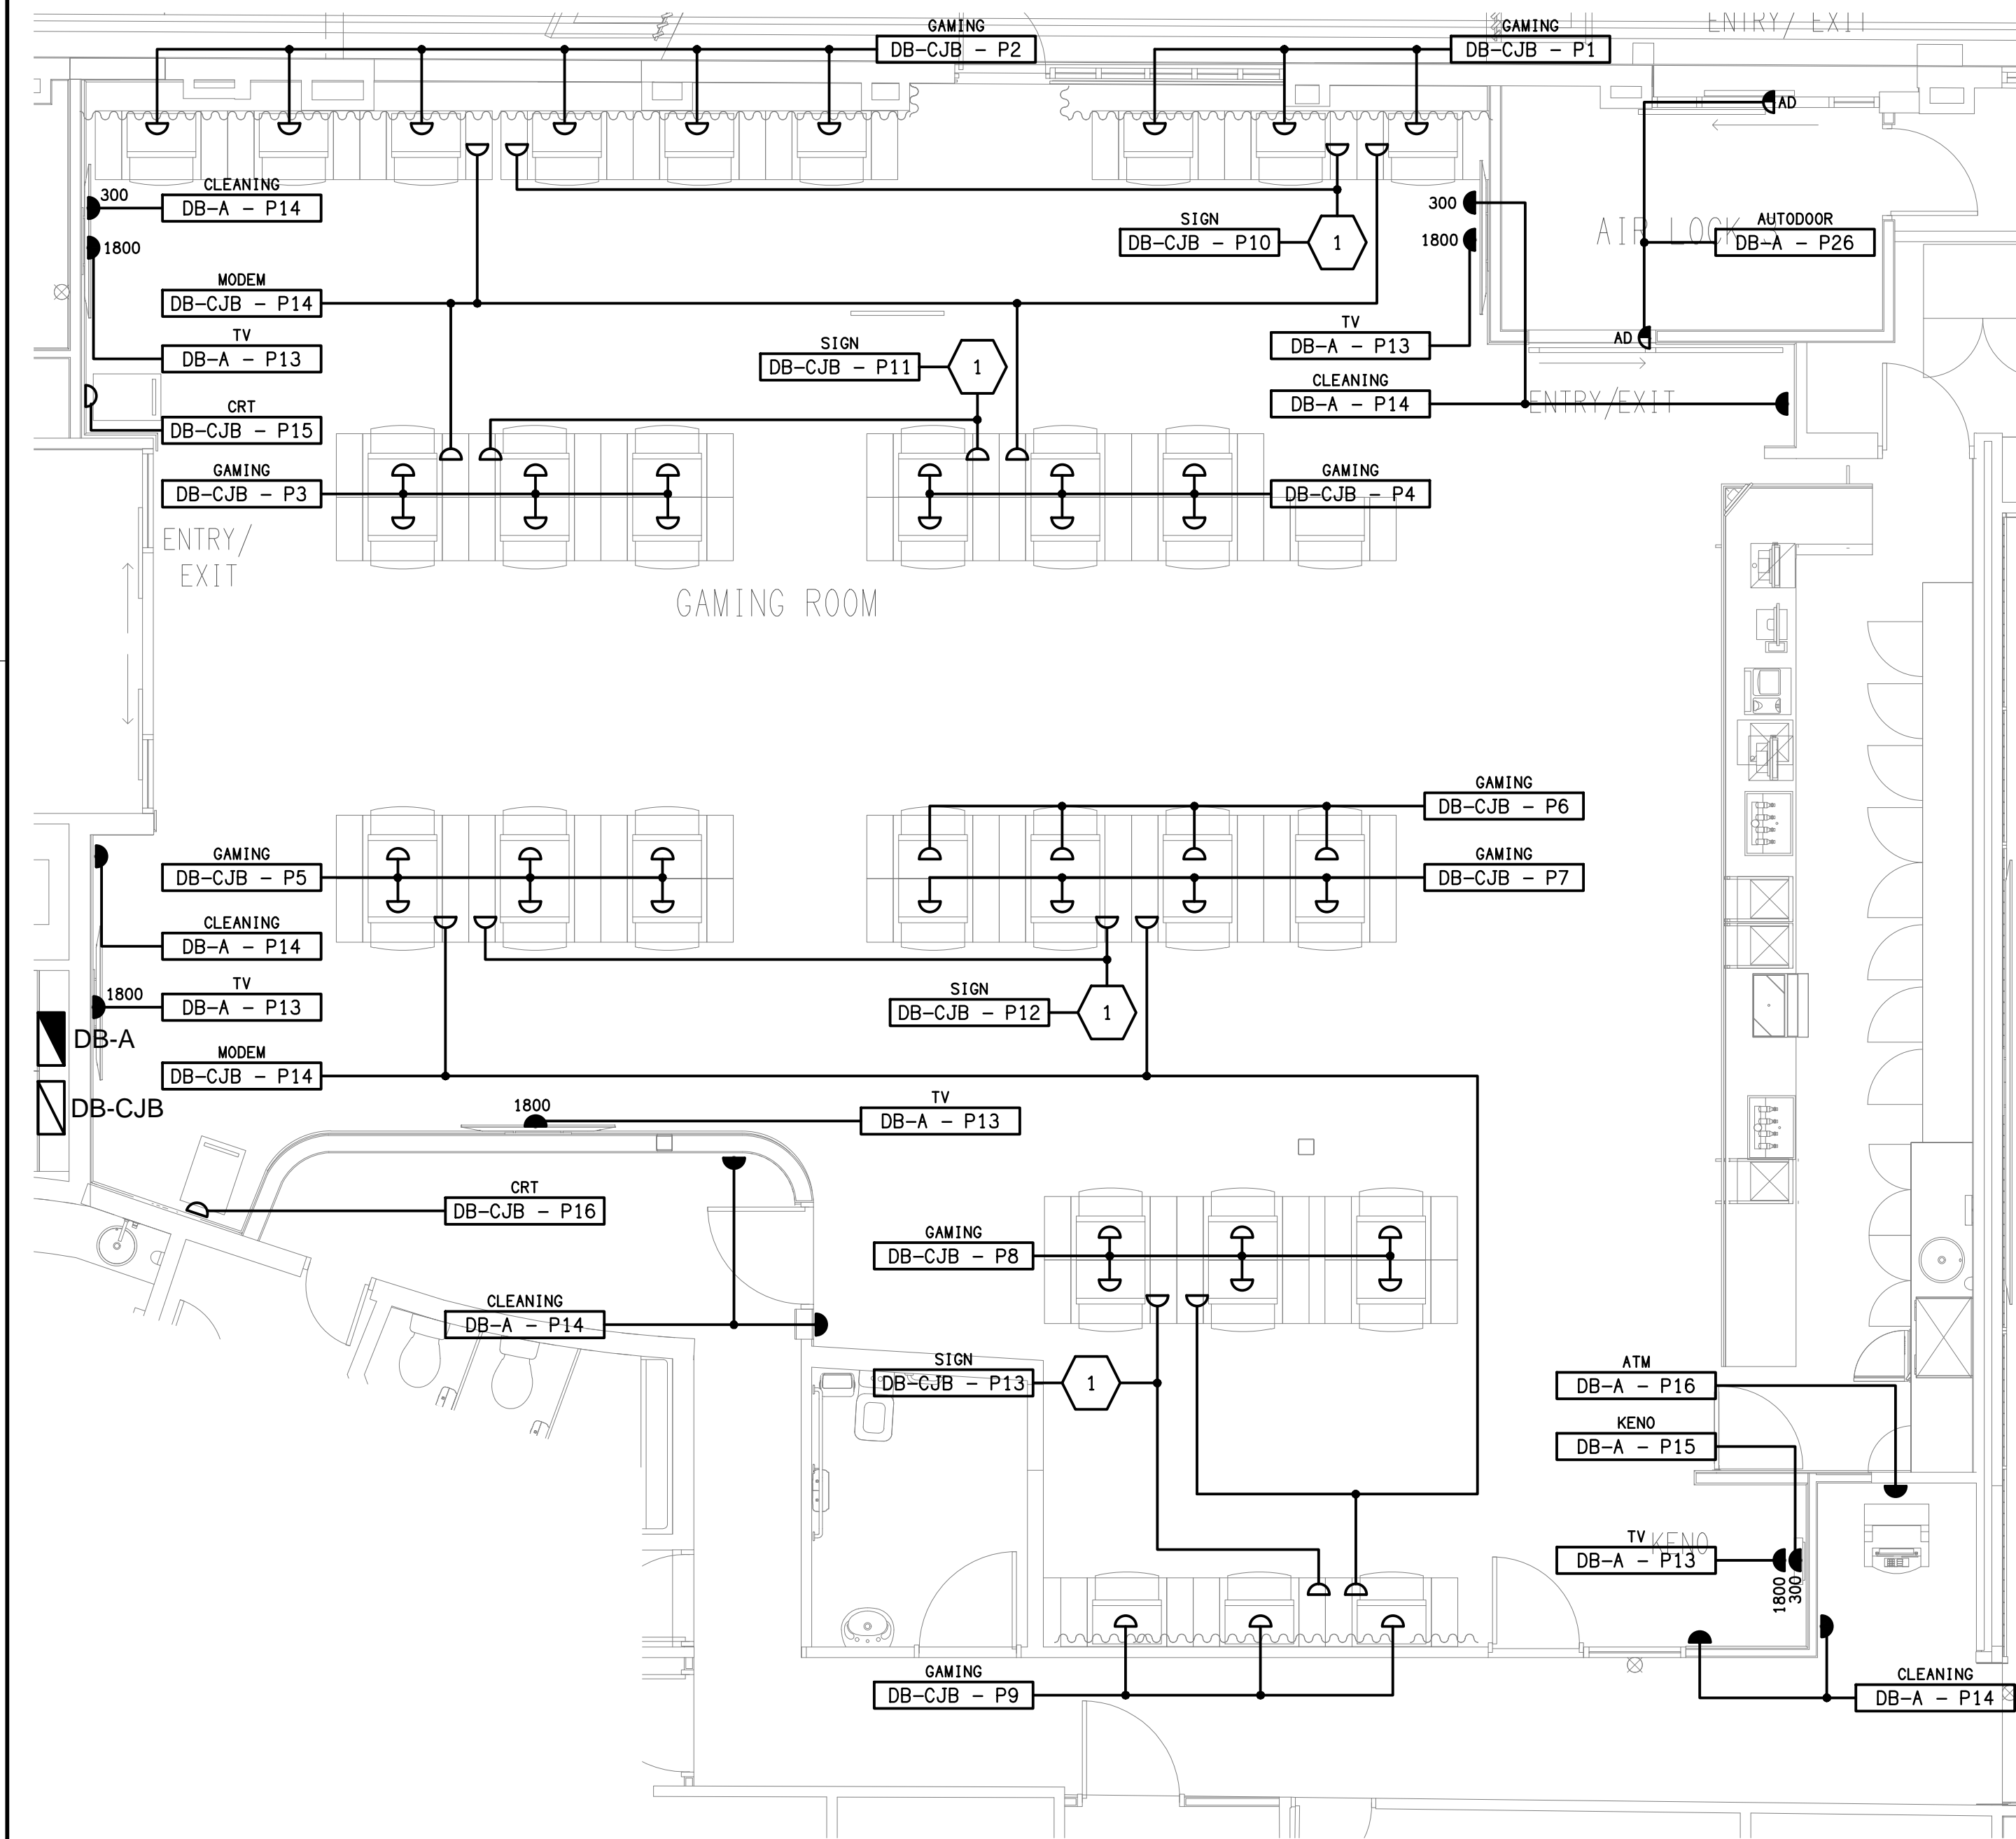 ENTRY/ EXIT
GAMING
DB-CJB - P2
GAMING
DB-CJB - P1
AD
300
CLEANING
DB-A - P14
1800
300
1800
SIGN
DB-CJB - P10
1
AIR LOCK
AUTODOOR
DB-A - P26
MODEM
DB-CJB - P14
TV
DB-A - P13
SIGN
DB-CJB - P11
1
TV
DB-A - P13
AD
CLEANING
DB-A - P14
ENTRY/EXIT
CRT
DB-CJB - P15
GAMING
DB-CJB - P3
GAMING
DB-CJB - P4
ENTRY/
EXIT
GAMING ROOM
GAMING
DB-CJB - P6
GAMING
DB-CJB - P5
GAMING
DB-CJB - P7
CLEANING
DB-A - P14
1800
TV
DB-A - P13
SIGN
DB-CJB - P12
1
DB-A
MODEM
DB-CJB - P14
DB-CJB
1800
TV
DB-A - P13
CRT
DB-CJB - P16
GAMING
DB-CJB - P8
CLEANING
DB-A - P14
SIGN
DB-CJB - P13
1
ATM
DB-A - P16
KENO
DB-A - P15
TV
DB-A - P13
KENO
1800
300
GAMING
DB-CJB - P9
CLEANING
DB-A - P14